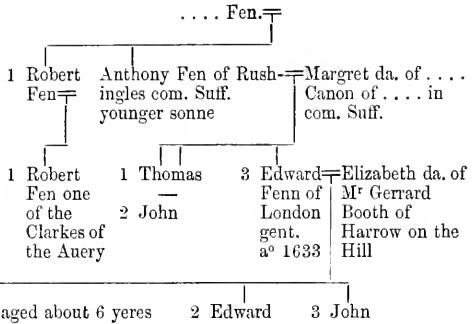 . . . . Fen.
1 Robert Fen
Anthony Fen of Rush-
ingles com. Suff.
younger sonne
Margret da. of . . . .
Canon of . . . . in
com. Suff.
1 Robert
Fen one
of the
Clarkes of
the Auery
1 Thomas
—
2 John
3 Edward
Fenn of
London
gent.
aº 1633
Elizabeth da. of
Mr Gerrard
Booth of
Harrow on the
Hill
aged about 6 yeres 2 Edward 3 John